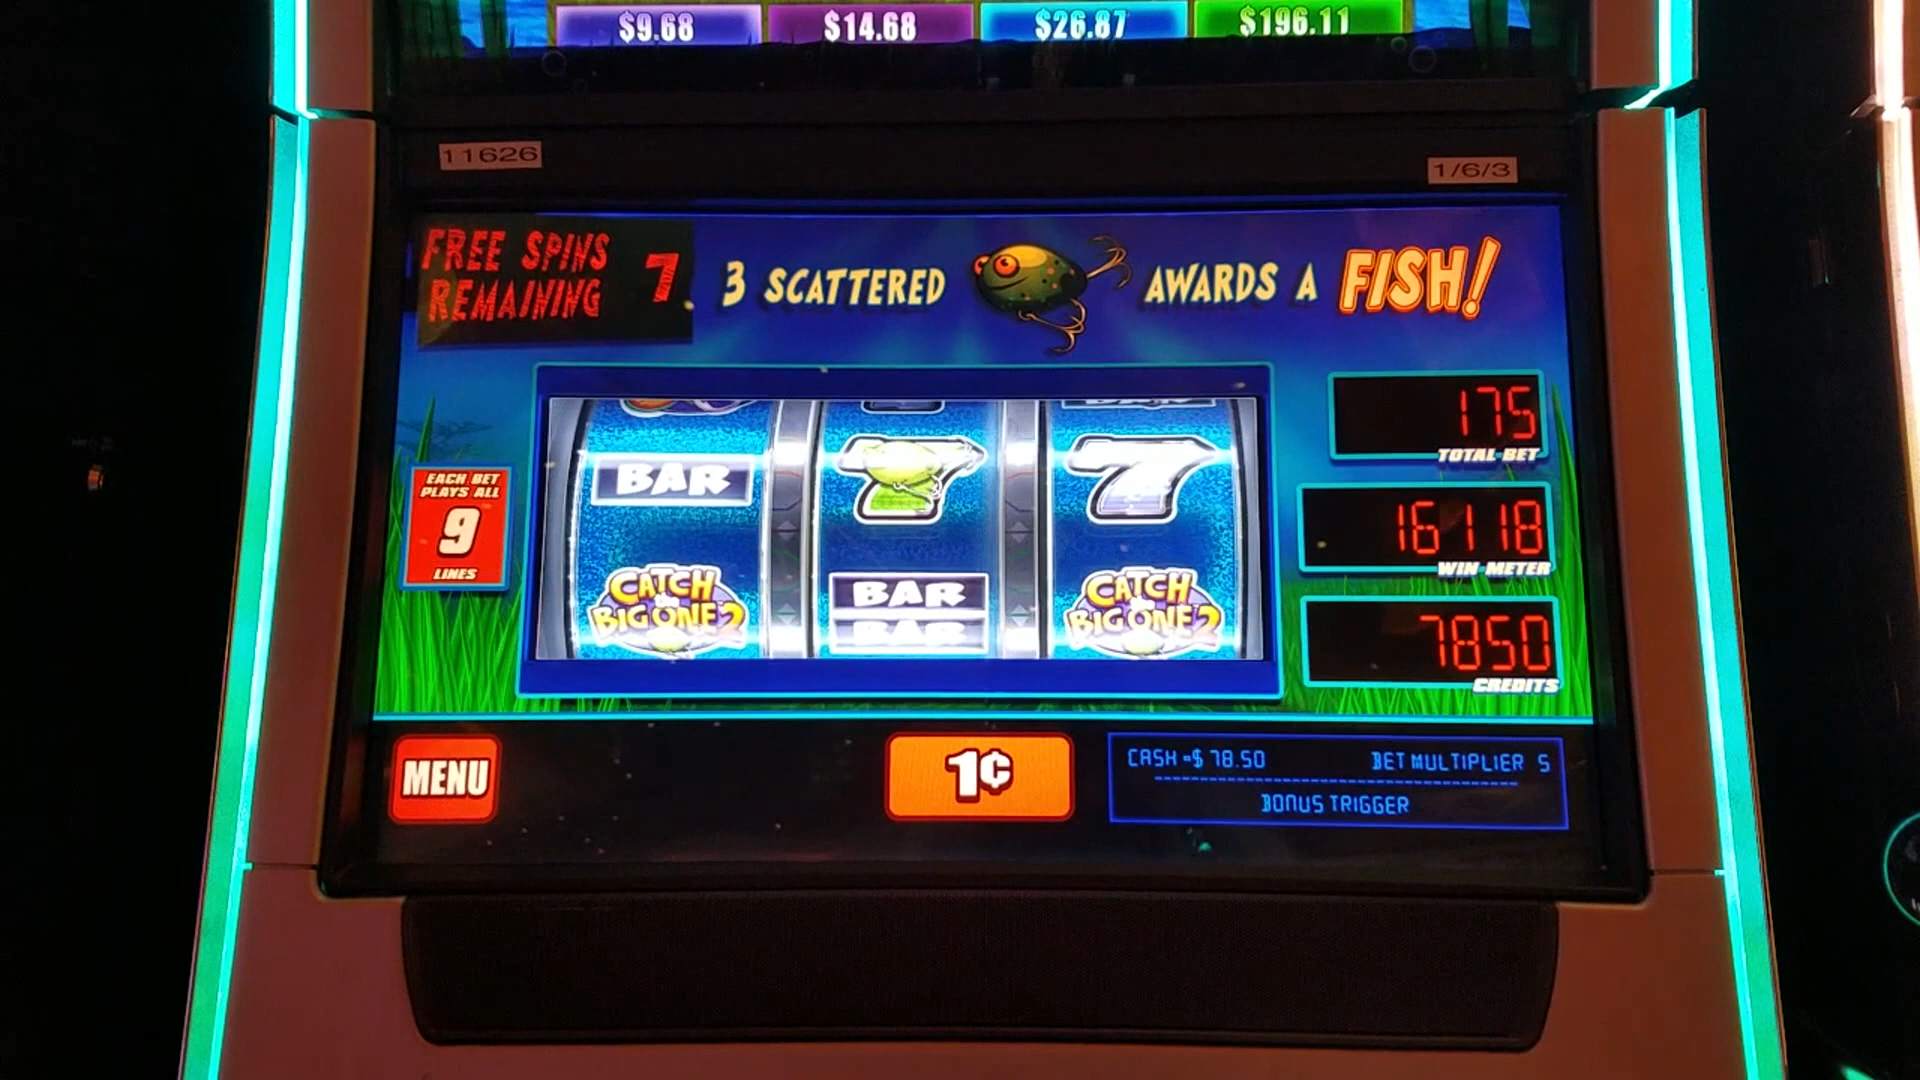 $9.68 $14.68 $26.87 $196.11
11626 1/6/3
FREE SPINS
REMAINING 7
3 SCATTERED AWARDS A FISH!
175
TOTAL BET
EACH BET
PLAYS ALL
9
LINES
BAR 7 7
16118
WIN METER
CATCH
BIG ONE 2
BAR
BAR
CATCH
BIG ONE 2
7850
CREDITS
MENU
1¢
CASH = $ 78.50 BET MULTIPLIER 5
BONUS TRIGGER